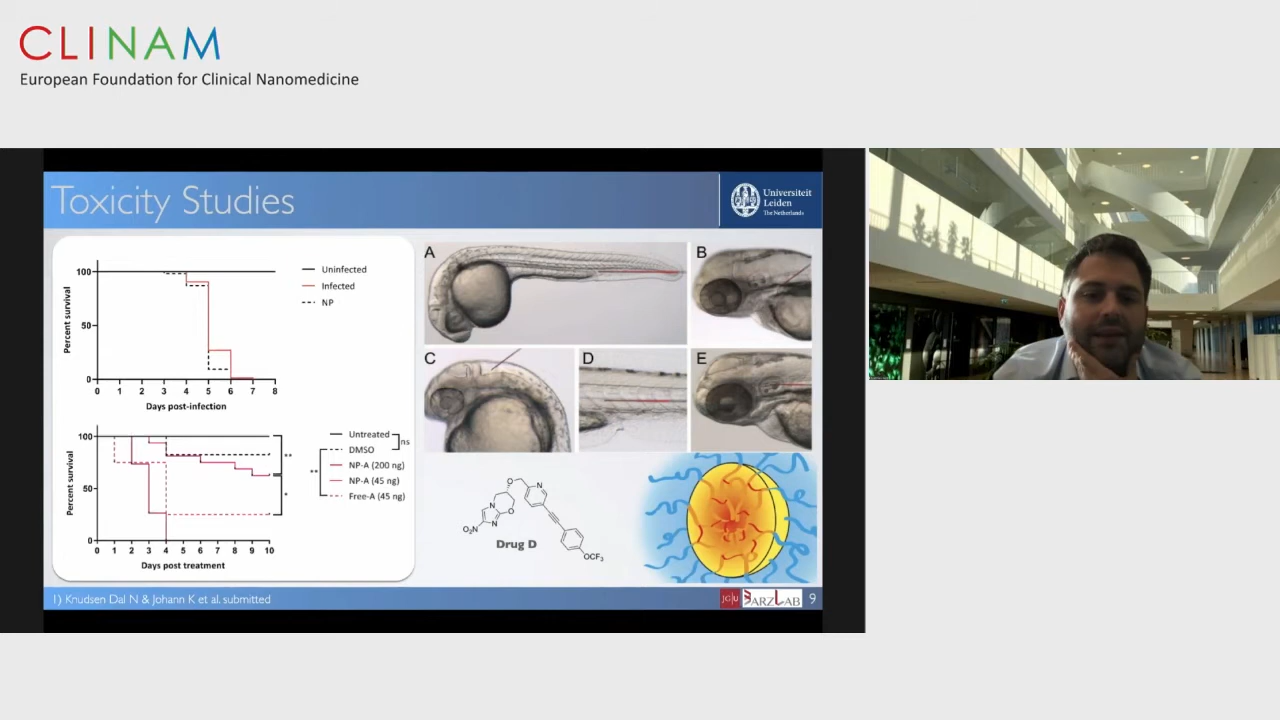 CLINAM
European Foundation for Clinical Nanomedicine
Toxicity Studies
Universiteit
Leiden
The Netherlands
Percent survival
100
50
0
0 1 2 3 4 5 6 7 8
Days post-infection
Uninfected
Infected
NP
Percent survival
100
50
0
0 1 2 3 4 5 6 7 8 9 10
Days post treatment
**
*
Untreated
DMSO
NP-A (200 ng)
NP-A (45 ng)
Free-A (45 ng)
ns
**
A
B
C
D
E
O
N
N
O
O₂N
N
Drug D
OCF₃
1) Knudsen Dal N & Johann K et al. submitted
JG|U
BARZLAB
9